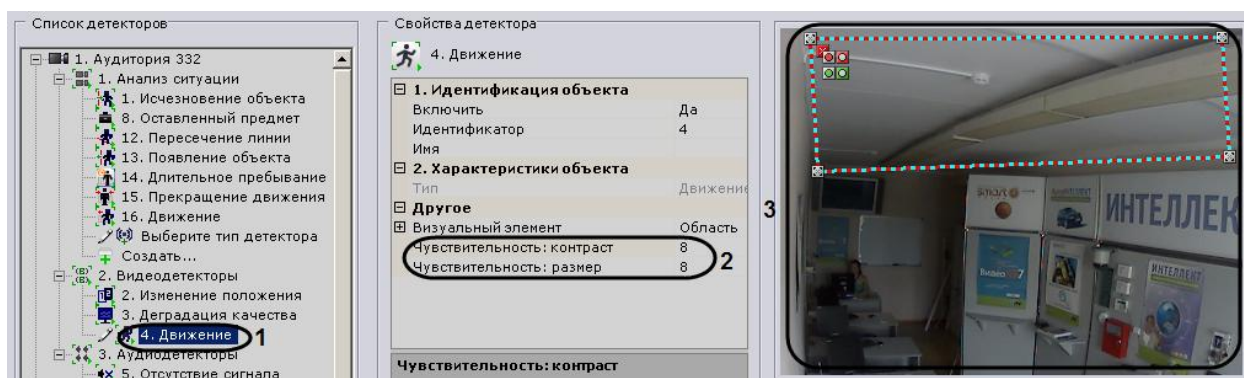 Список детекторов
1. Аудитория 332
1. Анализ ситуации
1. Исчезновение объекта
8. Оставленный предмет
12. Пересечение линии
13. Появление объекта
14. Длительное пребывание
15. Прекращение движения
16. Движение
Выберите тип детектора
Создать...
2. Видеодетекторы
2. Изменение положения
3. Деградация качества
4. Движение 1
3. Аудиодетекторы
5. Отсутствие сигнала
Свойства детектора
4. Движение
1. Идентификация объекта
Включить Да
Идентификатор 4
Имя
2. Характеристики объекта
Тип Движение
Другое
Визуальный элемент Область
Чувствительность: контраст 8
Чувствительность: размер 8
2
Чувствительность: контраст
3
smart
ИНТЕЛЛЕК
ИНТЕЛЛЕКТ